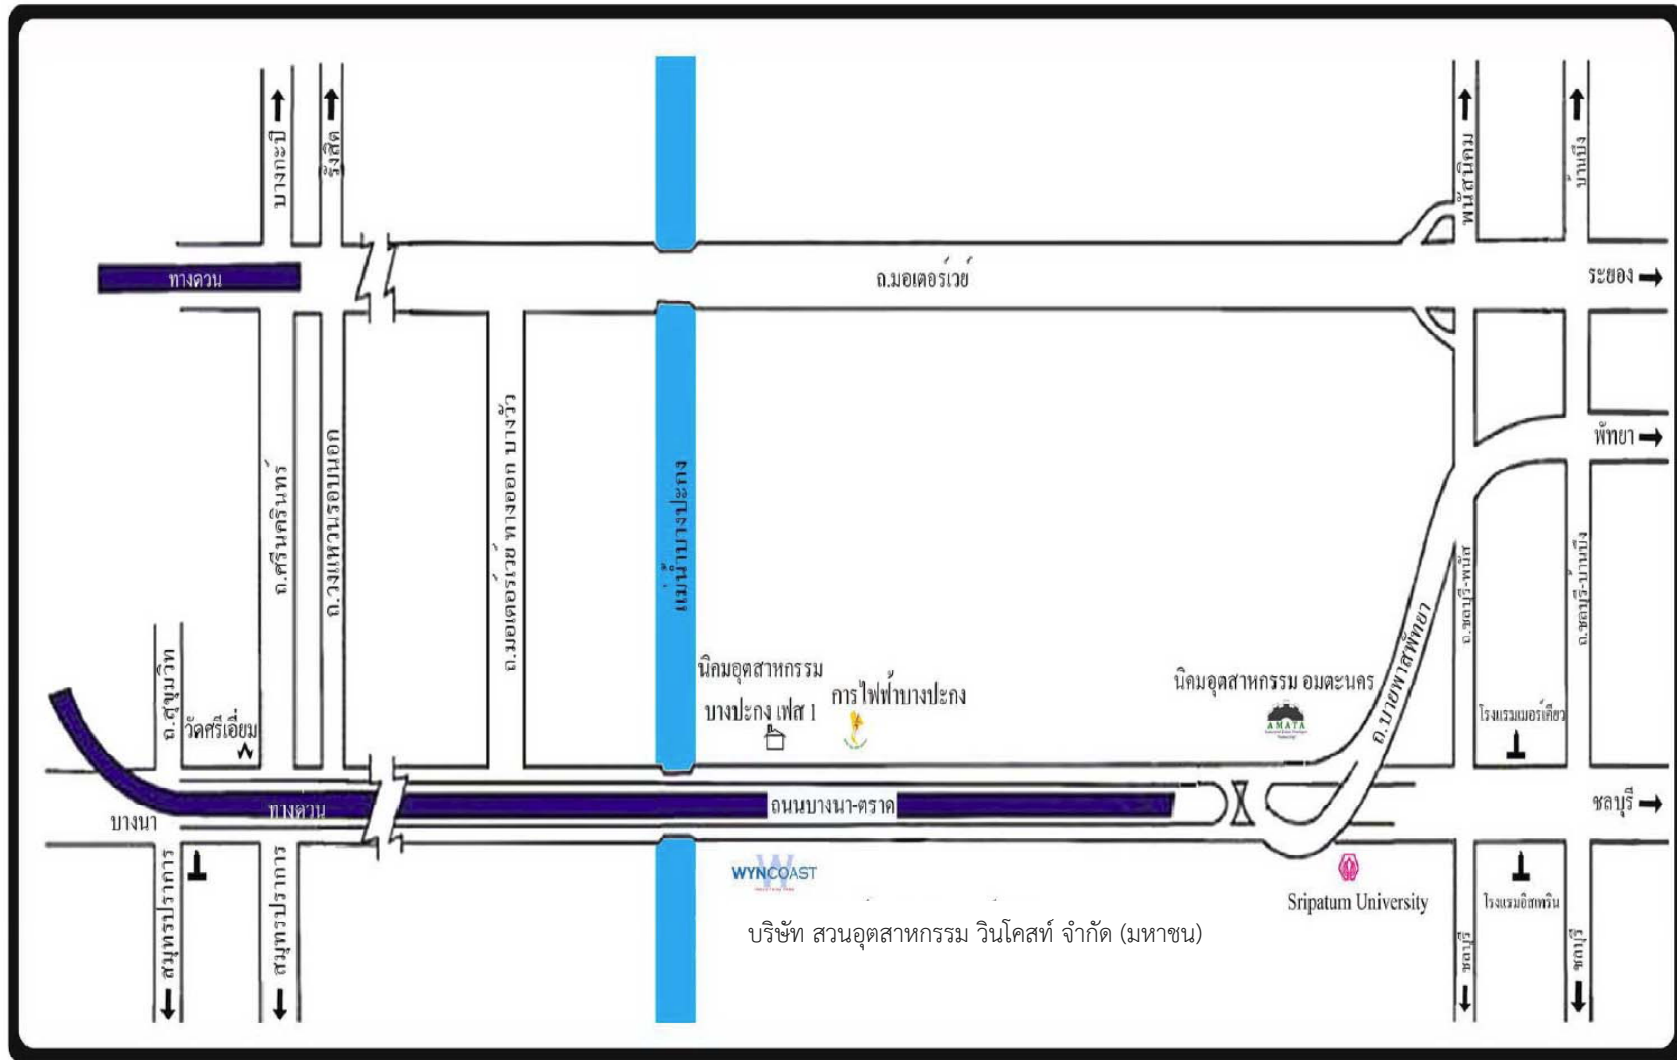 บางกะปิ
รังสิต
พนัสนิคม
บ้านบึง
ทางด่วน
ถ.มอเตอร์เวย์
ระยอง
พัทยา
ถ.ศรีนครินทร์
ถ.วงแหวนรอบนอก
ถ.มอเตอร์เวย์ ทางออก บางวัว
แม่น้ำบางปะกง
ถ.ชลบุรี-พนัส
ถ.ชลบุรี-บ้านบึง
ถ.บายพาสพัทยา
ถ.สุขุมวิท
วัดศรีเอี่ยม
นิคมอุตสาหกรรม
บางปะกง เฟส 1
การไฟฟ้าบางปะกง
นิคมอุตสาหกรรม อมตะนคร
AMATA
โรงแรมเมอร์เคียว
ทางด่วน
ถนนบางนา-ตราด
ชลบุรี
บางนา
สมุทรปราการ
สมุทรปราการ
W
WYNCOAST
บริษัท สวนอุตสาหกรรม วินโคสท์ จำกัด (มหาชน)
Sripatum University
โรงแรมอิสเทริน
ชลบุรี
ชลบุรี